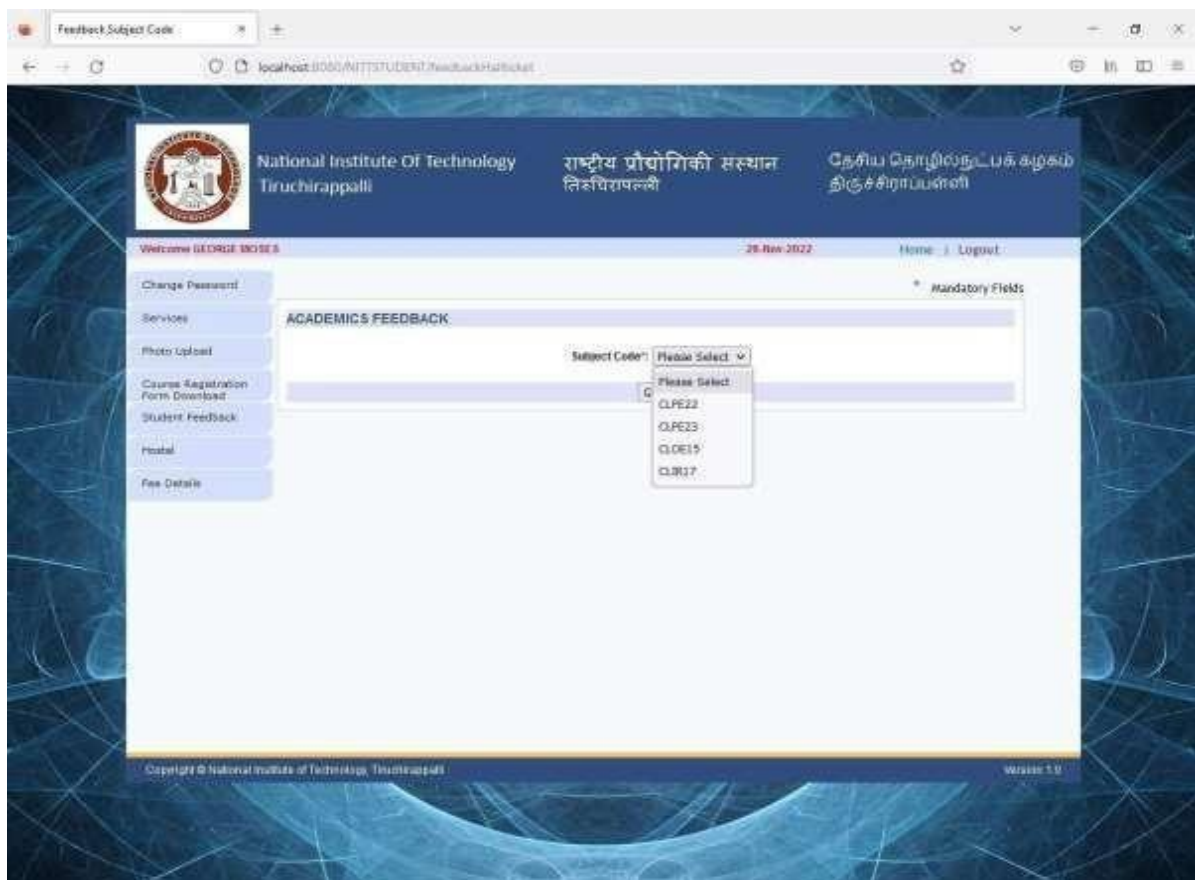 Feedback Subject Code
localhost:8080/NITTSTUDENT/feedbackHallticket
National Institute Of Technology
Tiruchirappalli
राष्ट्रीय प्रौद्योगिकी संस्थान
तिरुचिरापल्ली
தேசிய தொழில்நுட்பக் கழகம்
திருச்சிராப்பள்ளி
Welcome GEORGE MOSES
28-Nov-2022
Home | Logout
Change Password
Services
Photo Upload
Course Registration
Form Download
Student Feedback
Hostel
Fee Details
* Mandatory Fields
ACADEMICS FEEDBACK
Subject Code*: Please Select
Please Select
CLPE22
CLPE23
CLOE15
CLIR17
G
Copyright © National Institute of Technology, Tiruchirappalli
Version 1.0